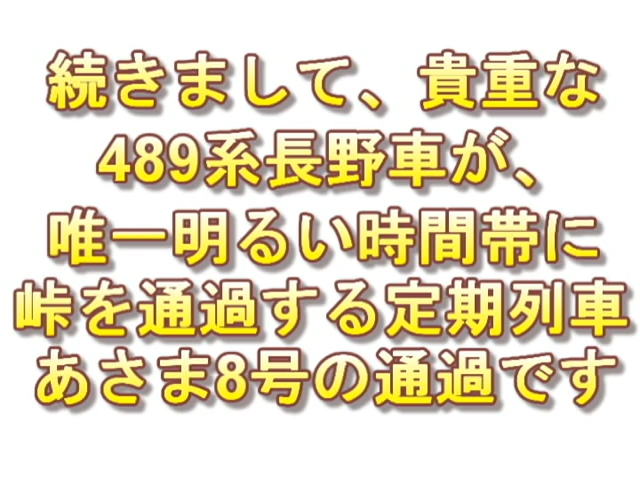 続きまして、貴重な
489系長野車が、
唯一明るい時間帯に
峠を通過する定期列車
あさま8号の通過です